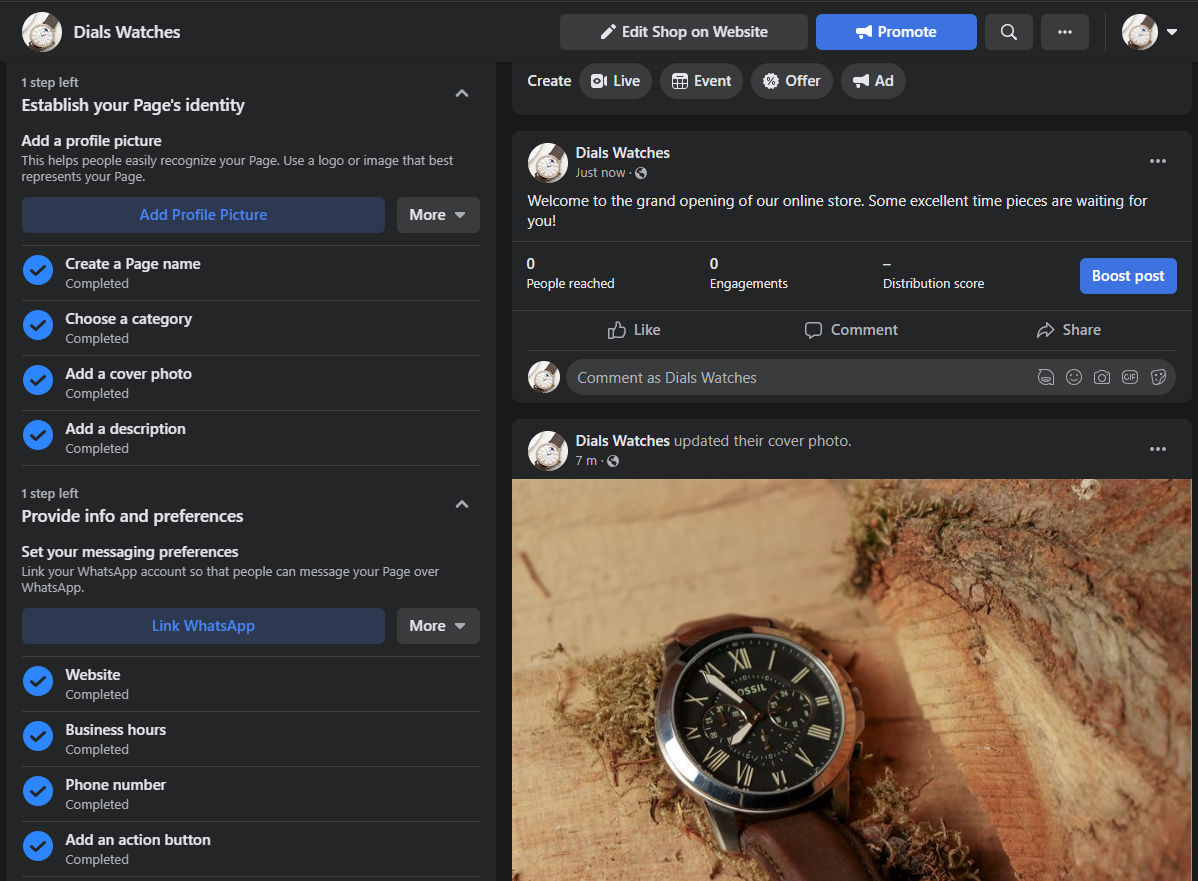 Dials Watches
Edit Shop on Website
Promote
1 step left
Establish your Page's identity
Add a profile picture
This helps people easily recognize your Page. Use a logo or image that best
represents your Page.
Add Profile Picture
More
Create a Page name
Completed
Choose a category
Completed
Add a cover photo
Completed
Add a description
Completed
1 step left
Provide info and preferences
Set your messaging preferences
Link your WhatsApp account so that people can message your Page over
WhatsApp.
Link WhatsApp
More
Website
Completed
Business hours
Completed
Phone number
Completed
Add an action button
Completed
Create
Live
Event
Offer
Ad
Dials Watches
Just now ·
Welcome to the grand opening of our online store. Some excellent time pieces are waiting for
you!
0
People reached
0
Engagements
–
Distribution score
Boost post
Like
Comment
Share
Comment as Dials Watches
GIF
Dials Watches updated their cover photo.
7 m ·
XII
I
II
III
IIII
V
VI
VII
X
FOSSIL